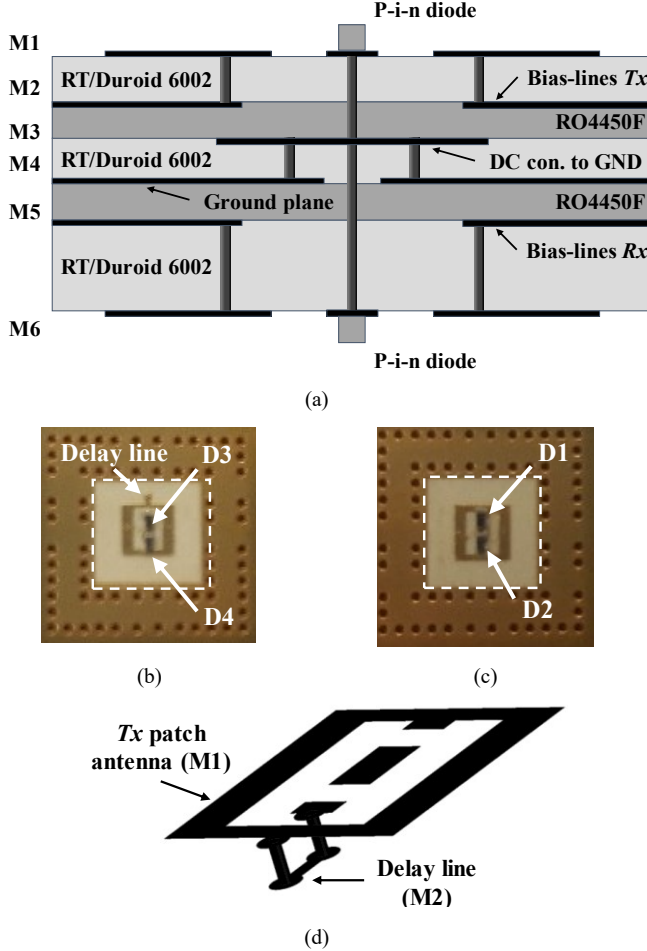 P-i-n diode
M1
RT/Duroid 6002
Bias-lines Tx
M2
RO4450F
M3
RT/Duroid 6002
DC con. to GND
M4
Ground plane
RO4450F
M5
RT/Duroid 6002
Bias-lines Rx
M6
P-i-n diode
(a)
Delay line
D3
D4
D1
D2
(b)
(c)
Tx patch
antenna (M1)
Delay line
(M2)
(d)